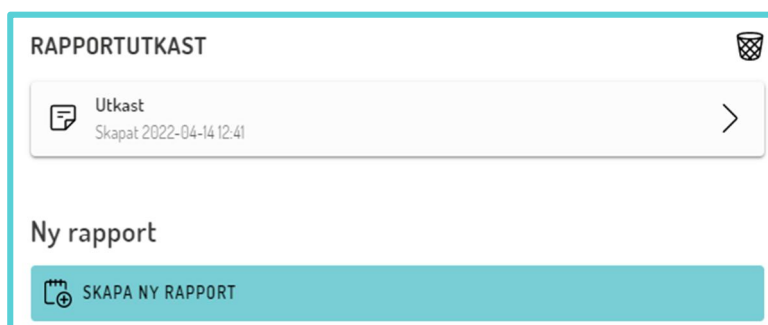 RAPPORTUTKAST
Utkast
Skapat 2022-04-14 12:41
Ny rapport
SKAPA NY RAPPORT